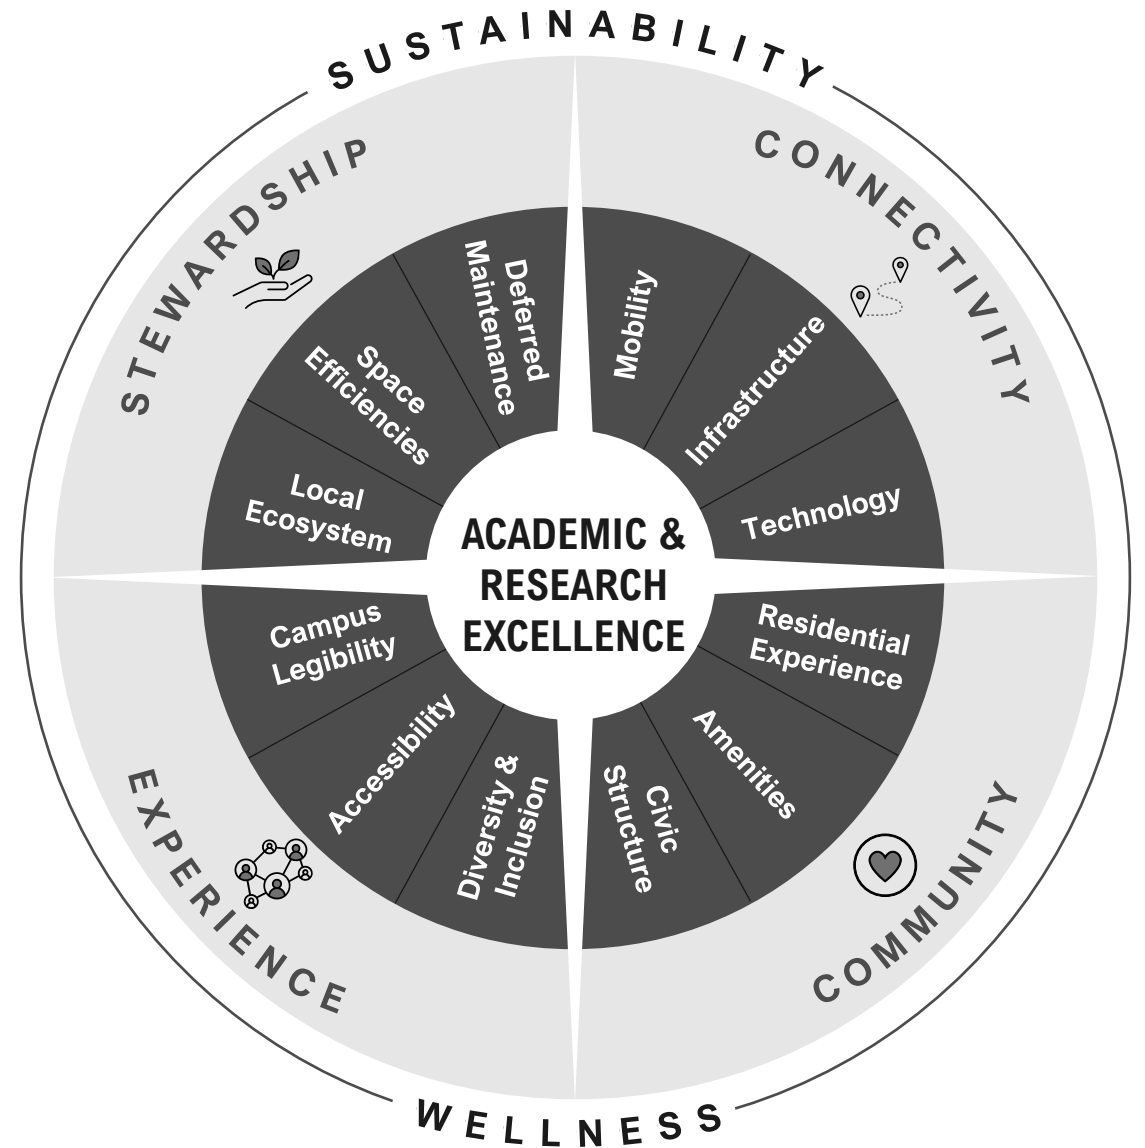 SUSTAINABILITY
STEWARDSHIP
CONNECTIVITY
Deferred
Maintenance
Space
Efficiencies
Local
Ecosystem
Mobility
Infrastructure
Technology
ACADEMIC &
RESEARCH
EXCELLENCE
Campus
Legibility
Accessibility
Diversity &
Inclusion
Residential
Experience
Amenities
Civic
Structure
EXPERIENCE
COMMUNITY
WELLNESS